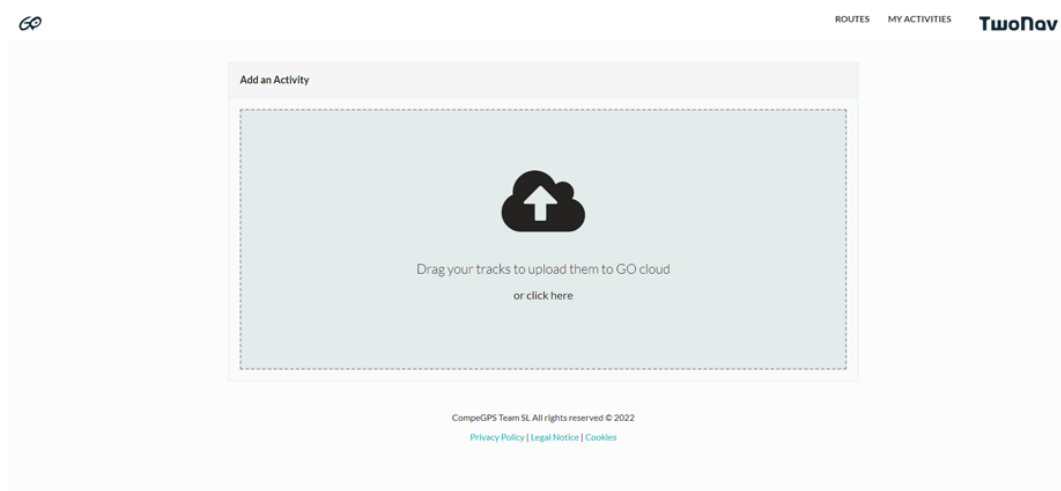 GO
ROUTES MY ACTIVITIES TwoNav
Add an Activity
Drag your tracks to upload them to GO cloud
or click here
CompeGPS Team SL All rights reserved © 2022
Privacy Policy | Legal Notice | Cookies